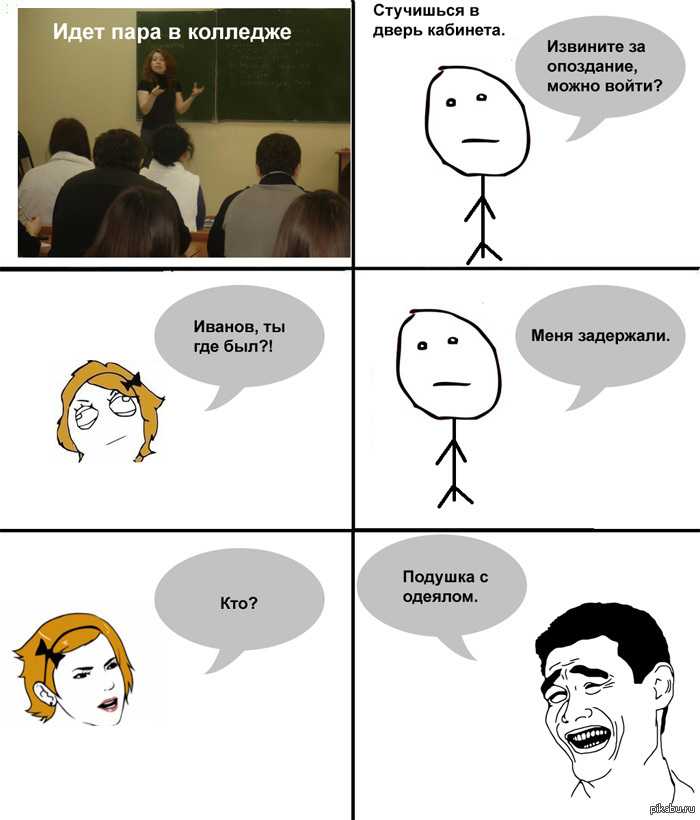 Идет пара в колледже
Стучишься в
дверь кабинета.
Извините за
опоздание,
можно войти?
Иванов, ты
где был?!
Меня задержали.
Кто?
Подушка с
одеялом.
pikabu.ru